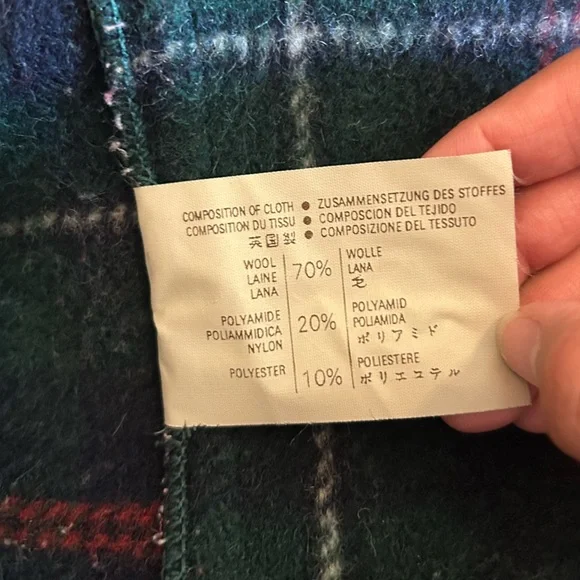 COMPOSITION OF CLOTH ● ZUSAMMENSETZUNG DES STOFFES
COMPOSITION DU TISSU ● COMPOSCION DEL TEJIDO
英国製 ● COMPOSIZIONE DEL TESSUTO
WOOL
LAINE
LANA
70%
WOLLE
LANA
毛
POLYAMIDE
POLIAMMIDICA
NYLON
20%
POLYAMID
POLIAMIDA
ポリアミド
POLYESTER
10%
POLIESTERE
ポリエステル